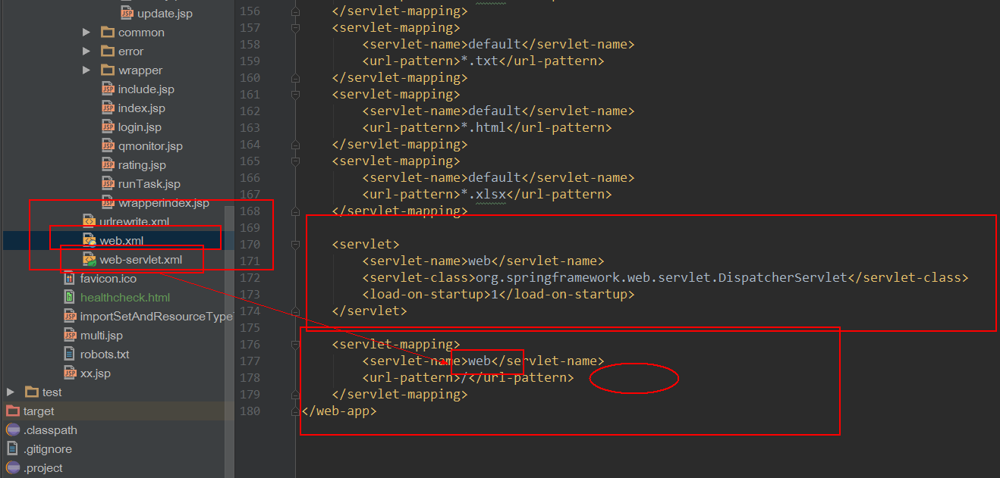 update.jsp
common
error
wrapper
include.jsp
index.jsp
login.jsp
qmonitor.jsp
rating.jsp
runTask.jsp
wrapperindex.jsp
urlrewrite.xml
web.xml
web-servlet.xml
favicon.ico
healthcheck.html
importSetAndResourceType
multi.jsp
robots.txt
xx.jsp
test
target
.classpath
.gitignore
.project
156 </servlet-mapping>
157 <servlet-mapping>
158 <servlet-name>default</servlet-name>
159 <url-pattern>*.txt</url-pattern>
160 </servlet-mapping>
161 <servlet-mapping>
162 <servlet-name>default</servlet-name>
163 <url-pattern>*.html</url-pattern>
164 </servlet-mapping>
165 <servlet-mapping>
166 <servlet-name>default</servlet-name>
167 <url-pattern>*.xlsx</url-pattern>
168 </servlet-mapping>
169
170 <servlet>
171 <servlet-name>web</servlet-name>
172 <servlet-class>org.springframework.web.servlet.DispatcherServlet</servlet-class>
173 <load-on-startup>1</load-on-startup>
174 </servlet>
175
176 <servlet-mapping>
177 <servlet-name>web</servlet-name>
178 <url-pattern>/</url-pattern>
179 </servlet-mapping>
180 </web-app>